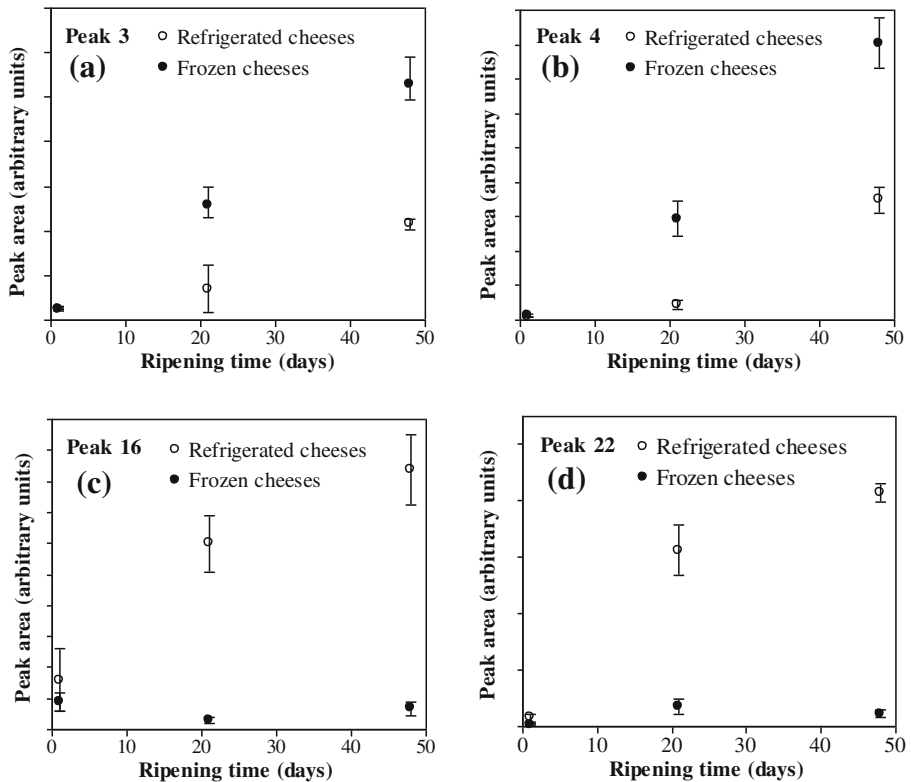 Peak 3
Refrigerated cheeses
(a)
Frozen cheeses
Peak area (arbitrary units)
0 10 20 30 40 50
Ripening time (days)
Peak 4
Refrigerated cheeses
(b)
Frozen cheeses
Peak area (arbitrary units)
0 10 20 30 40 50
Ripening time (days)
Peak 16
Refrigerated cheeses
(c)
Frozen cheeses
Peak area (arbitrary units)
0 10 20 30 40 50
Ripening time (days)
Peak 22
Refrigerated cheeses
(d)
Frozen cheeses
Peak area (arbitrary units)
0 10 20 30 40 50
Ripening time (days)